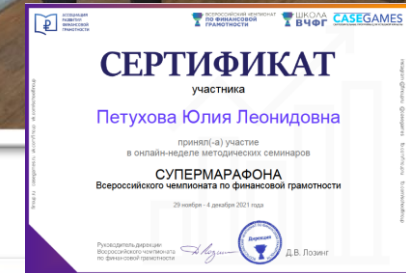 АССОЦИАЦИЯ
РАЗВИТИЯ
ФИНАНСОВОЙ
ГРАМОТНОСТИ
ВСЕРОССИЙСКИЙ ЧЕМПИОНАТ
ПО ФИНАНСОВОЙ
ГРАМОТНОСТИ
ШКОЛА
ВЧФГ
CASEGAMES
СЕРТИФИКАТ
участника
Петухова Юлия Леонидовна
принял(-а) участие
в онлайн-неделе методических семинаров
СУПЕРМАРАФОНА
Всероссийского чемпионата по финансовой грамотности
29 ноября - 4 декабря 2021 года
Руководитель дирекции
Всероссийского чемпионата
по финансовой грамотности
Дирекция
Д.В. Лозинг